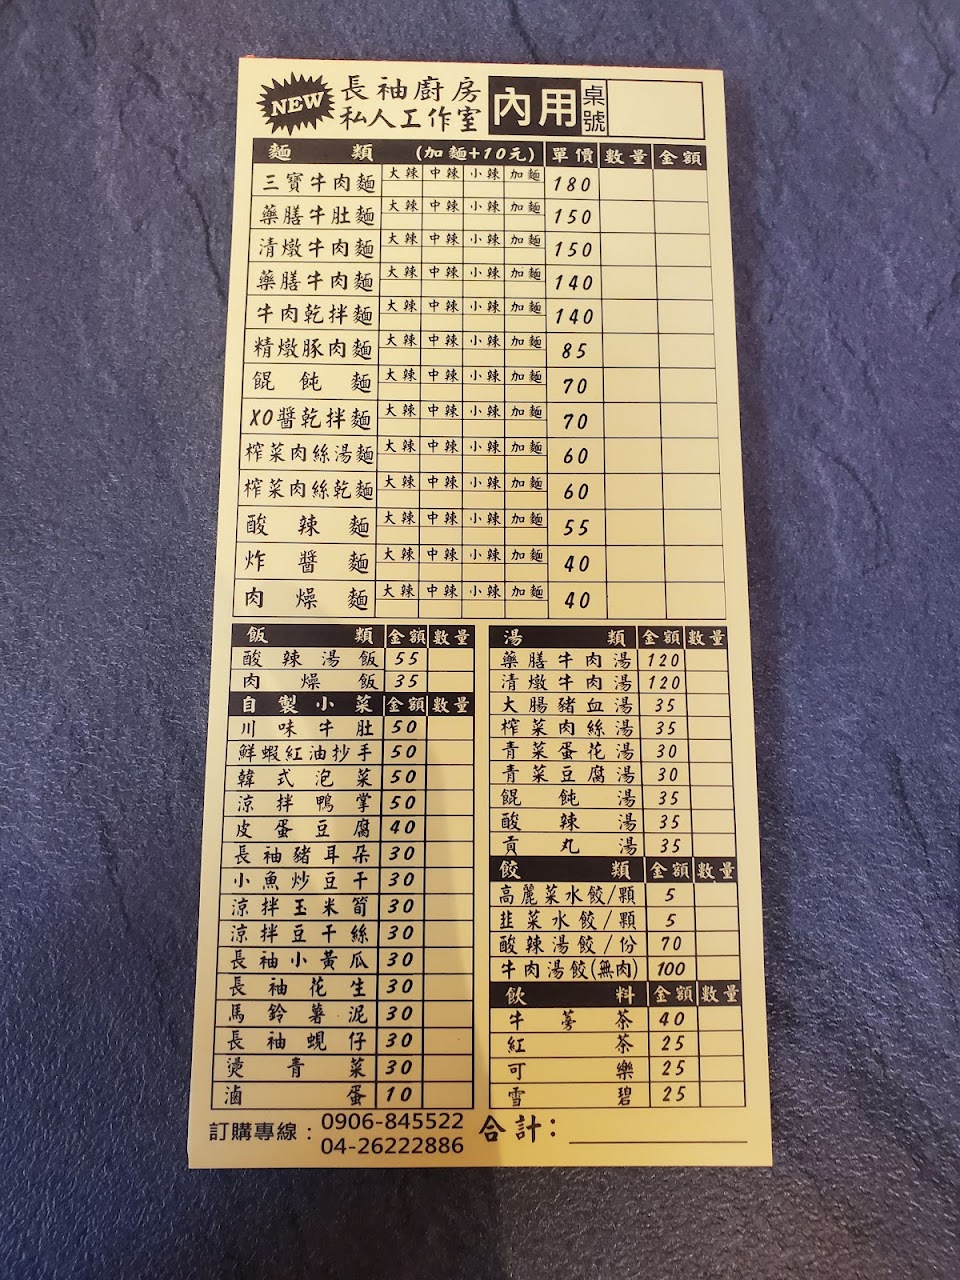 NEW 長袖廚房 私人工作室 內用 桌號
麵類 (加麵+10元) 單價 數量 金額
三寶牛肉麵 大辣 中辣 小辣 加麵 180
藥膳牛肚麵 大辣 中辣 小辣 加麵 150
清燉牛肉麵 大辣 中辣 小辣 加麵 150
藥膳牛肉麵 大辣 中辣 小辣 加麵 140
牛肉乾拌麵 大辣 中辣 小辣 加麵 140
精燉豚肉麵 大辣 中辣 小辣 加麵 85
餛飩麵 大辣 中辣 小辣 加麵 70
XO醬乾拌麵 大辣 中辣 小辣 加麵 70
榨菜肉絲湯麵 大辣 中辣 小辣 加麵 60
榨菜肉絲乾麵 大辣 中辣 小辣 加麵 60
酸辣麵 大辣 中辣 小辣 加麵 55
炸醬麵 大辣 中辣 小辣 加麵 40
肉燥麵 大辣 中辣 小辣 加麵 40
飯類 金額 數量
酸辣湯飯 55
肉燥飯 35
自製小菜 金額 數量
川味牛肚 50
鮮蝦紅油抄手 50
韓式泡菜 50
涼拌鴨掌 50
皮蛋豆腐 40
長袖豬耳朵 30
小魚炒豆干 30
涼拌玉米筍 30
涼拌豆干絲 30
長袖小黃瓜 30
長袖花生 30
馬鈴薯泥 30
長袖蜆仔 30
燙青菜 30
滷蛋 10
湯類 金額 數量
藥膳牛肉湯 120
清燉牛肉湯 120
大腸豬血湯 35
榨菜肉絲湯 35
青菜蛋花湯 30
青菜豆腐湯 30
餛飩湯 35
酸辣湯 35
貢丸湯 35
餃類 金額 數量
高麗菜水餃/顆 5
韭菜水餃/顆 5
酸辣湯餃/份 70
牛肉湯餃(無肉) 100
飲料 金額 數量
牛蒡茶 40
紅茶 25
可樂 25
雪碧 25
訂購專線：0906-845522
04-26222886
合計：